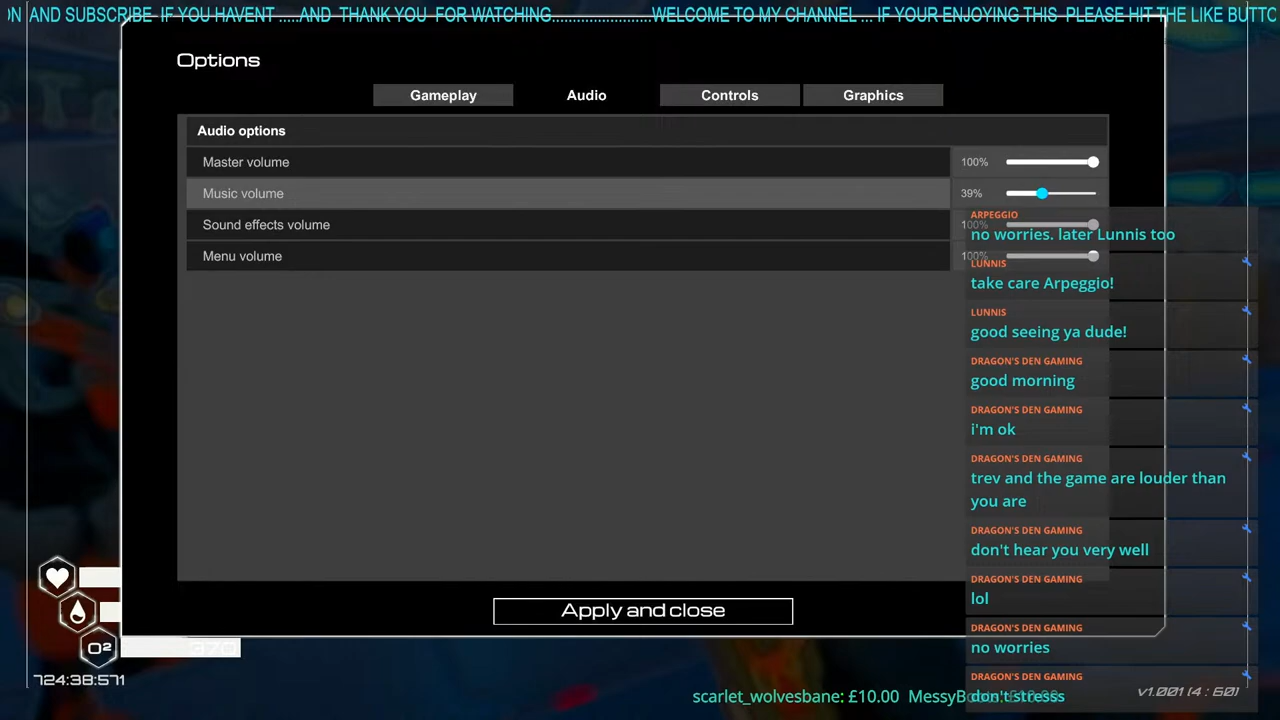 ON AND SUBSCRIBE IF YOU HAVENT .....AND THANK YOU FOR WATCHING....................... WELCOME TO MY CHANNEL ... IF YOUR ENJOYING THIS PLEASE HIT THE LIKE BUTTO
Options
Gameplay Audio Controls Graphics
Audio options
Master volume 100%
Music volume 39%
Sound effects volume 100%
Menu volume 100%
ARPEGGIO
no worries. later Lunnis too
LUNNIS
take care Arpeggio!
LUNNIS
good seeing ya dude!
DRAGON'S DEN GAMING
good morning
DRAGON'S DEN GAMING
i'm ok
DRAGON'S DEN GAMING
trev and the game are louder than
you are
DRAGON'S DEN GAMING
don't hear you very well
DRAGON'S DEN GAMING
lol
DRAGON'S DEN GAMING
no worries
DRAGON'S DEN GAMING
don't stress
Apply and close
O²
370
724:38:571
v1.001 (4 : 60)
scarlet_wolvesbane: £10.00